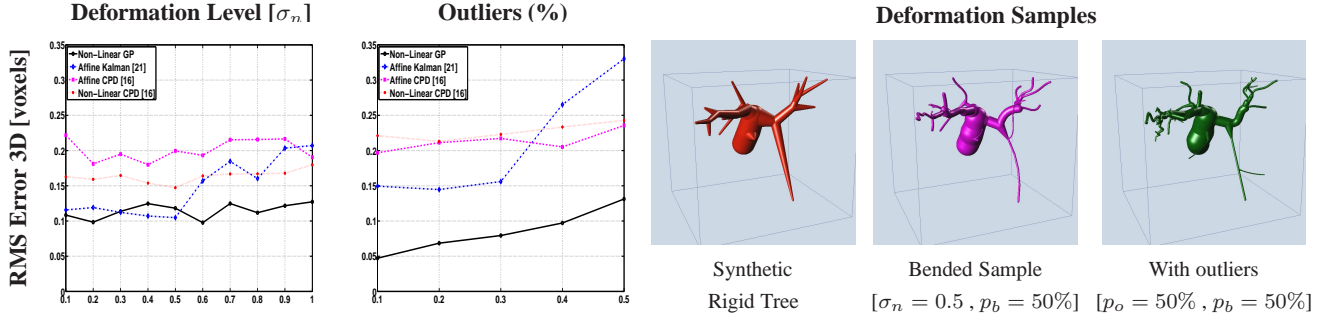 Deformation Level [σn]
Outliers (%)
Deformation Samples
RMS Error 3D [voxels]
0.35
0.3
0.25
0.2
0.15
0.1
0.05
0
Non-Linear GP
Affine Kalman [21]
Affine CPD [16]
Non-Linear CPD [16]
0.1 0.2 0.3 0.4 0.5 0.6 0.7 0.8 0.9 1
0.35
0.3
0.25
0.2
0.15
0.1
0.05
0
Non-Linear GP
Affine Kalman [21]
Affine CPD [16]
Non-Linear CPD [16]
0.1 0.2 0.3 0.4 0.5
Synthetic
Rigid Tree
Bended Sample
[σn = 0.5 , pb = 50%]
With outliers
[po = 50% , pb = 50%]